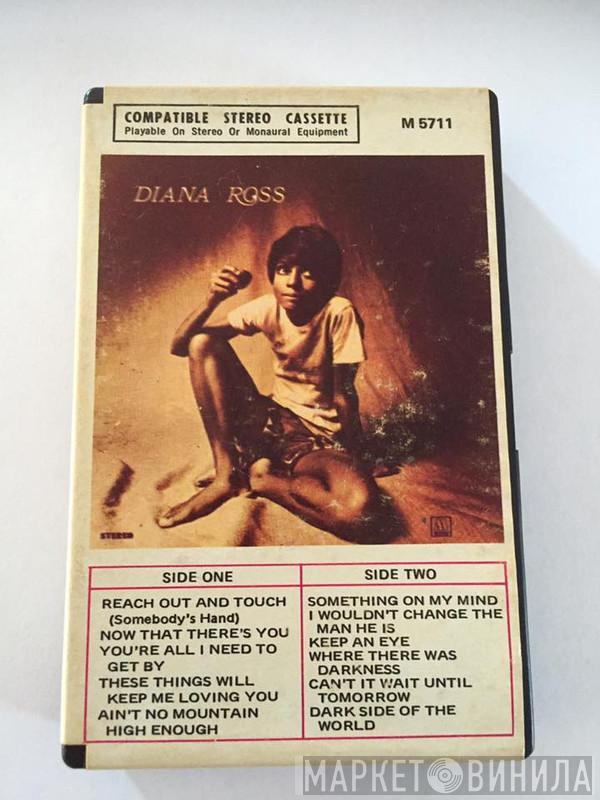 COMPATIBLE STEREO CASSETTE
Playable On Stereo Or Monaural Equipment
M 5711
DIANA ROSS
STEREO
SIDE ONE
REACH OUT AND TOUCH
(Somebody's Hand)
NOW THAT THERE'S YOU
YOU'RE ALL I NEED TO
GET BY
THESE THINGS WILL
KEEP ME LOVING YOU
AIN'T NO MOUNTAIN
HIGH ENOUGH
SIDE TWO
SOMETHING ON MY MIND
I WOULDN'T CHANGE THE
MAN HE IS
KEEP AN EYE
WHERE THERE WAS
DARKNESS
CAN'T IT WAIT UNTIL
TOMORROW
DARK SIDE OF THE
WORLD
МАРКЕТ ВИНИЛА